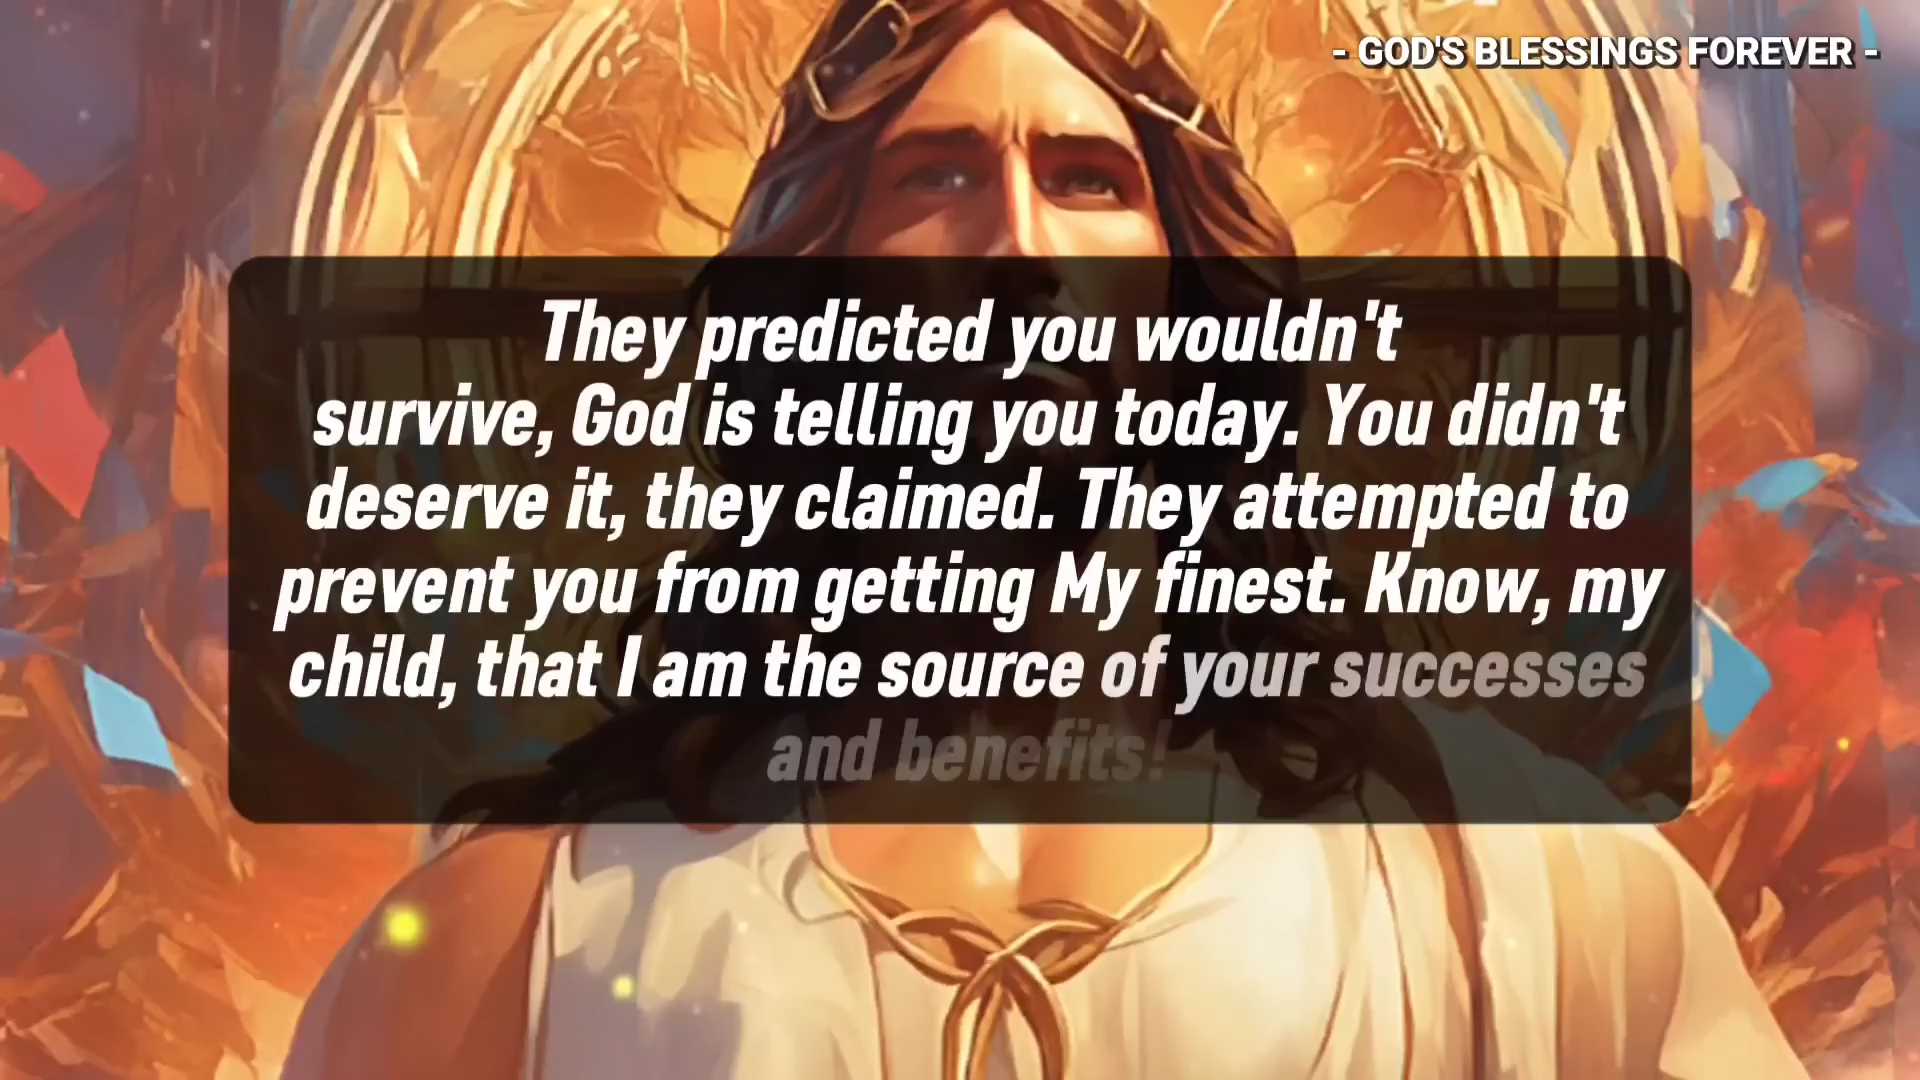 - GOD'S BLESSINGS FOREVER -
They predicted you wouldn't
survive, God is telling you today. You didn't
deserve it, they claimed. They attempted to
prevent you from getting My finest. Know, my
child, that I am the source of your successes
and benefits!